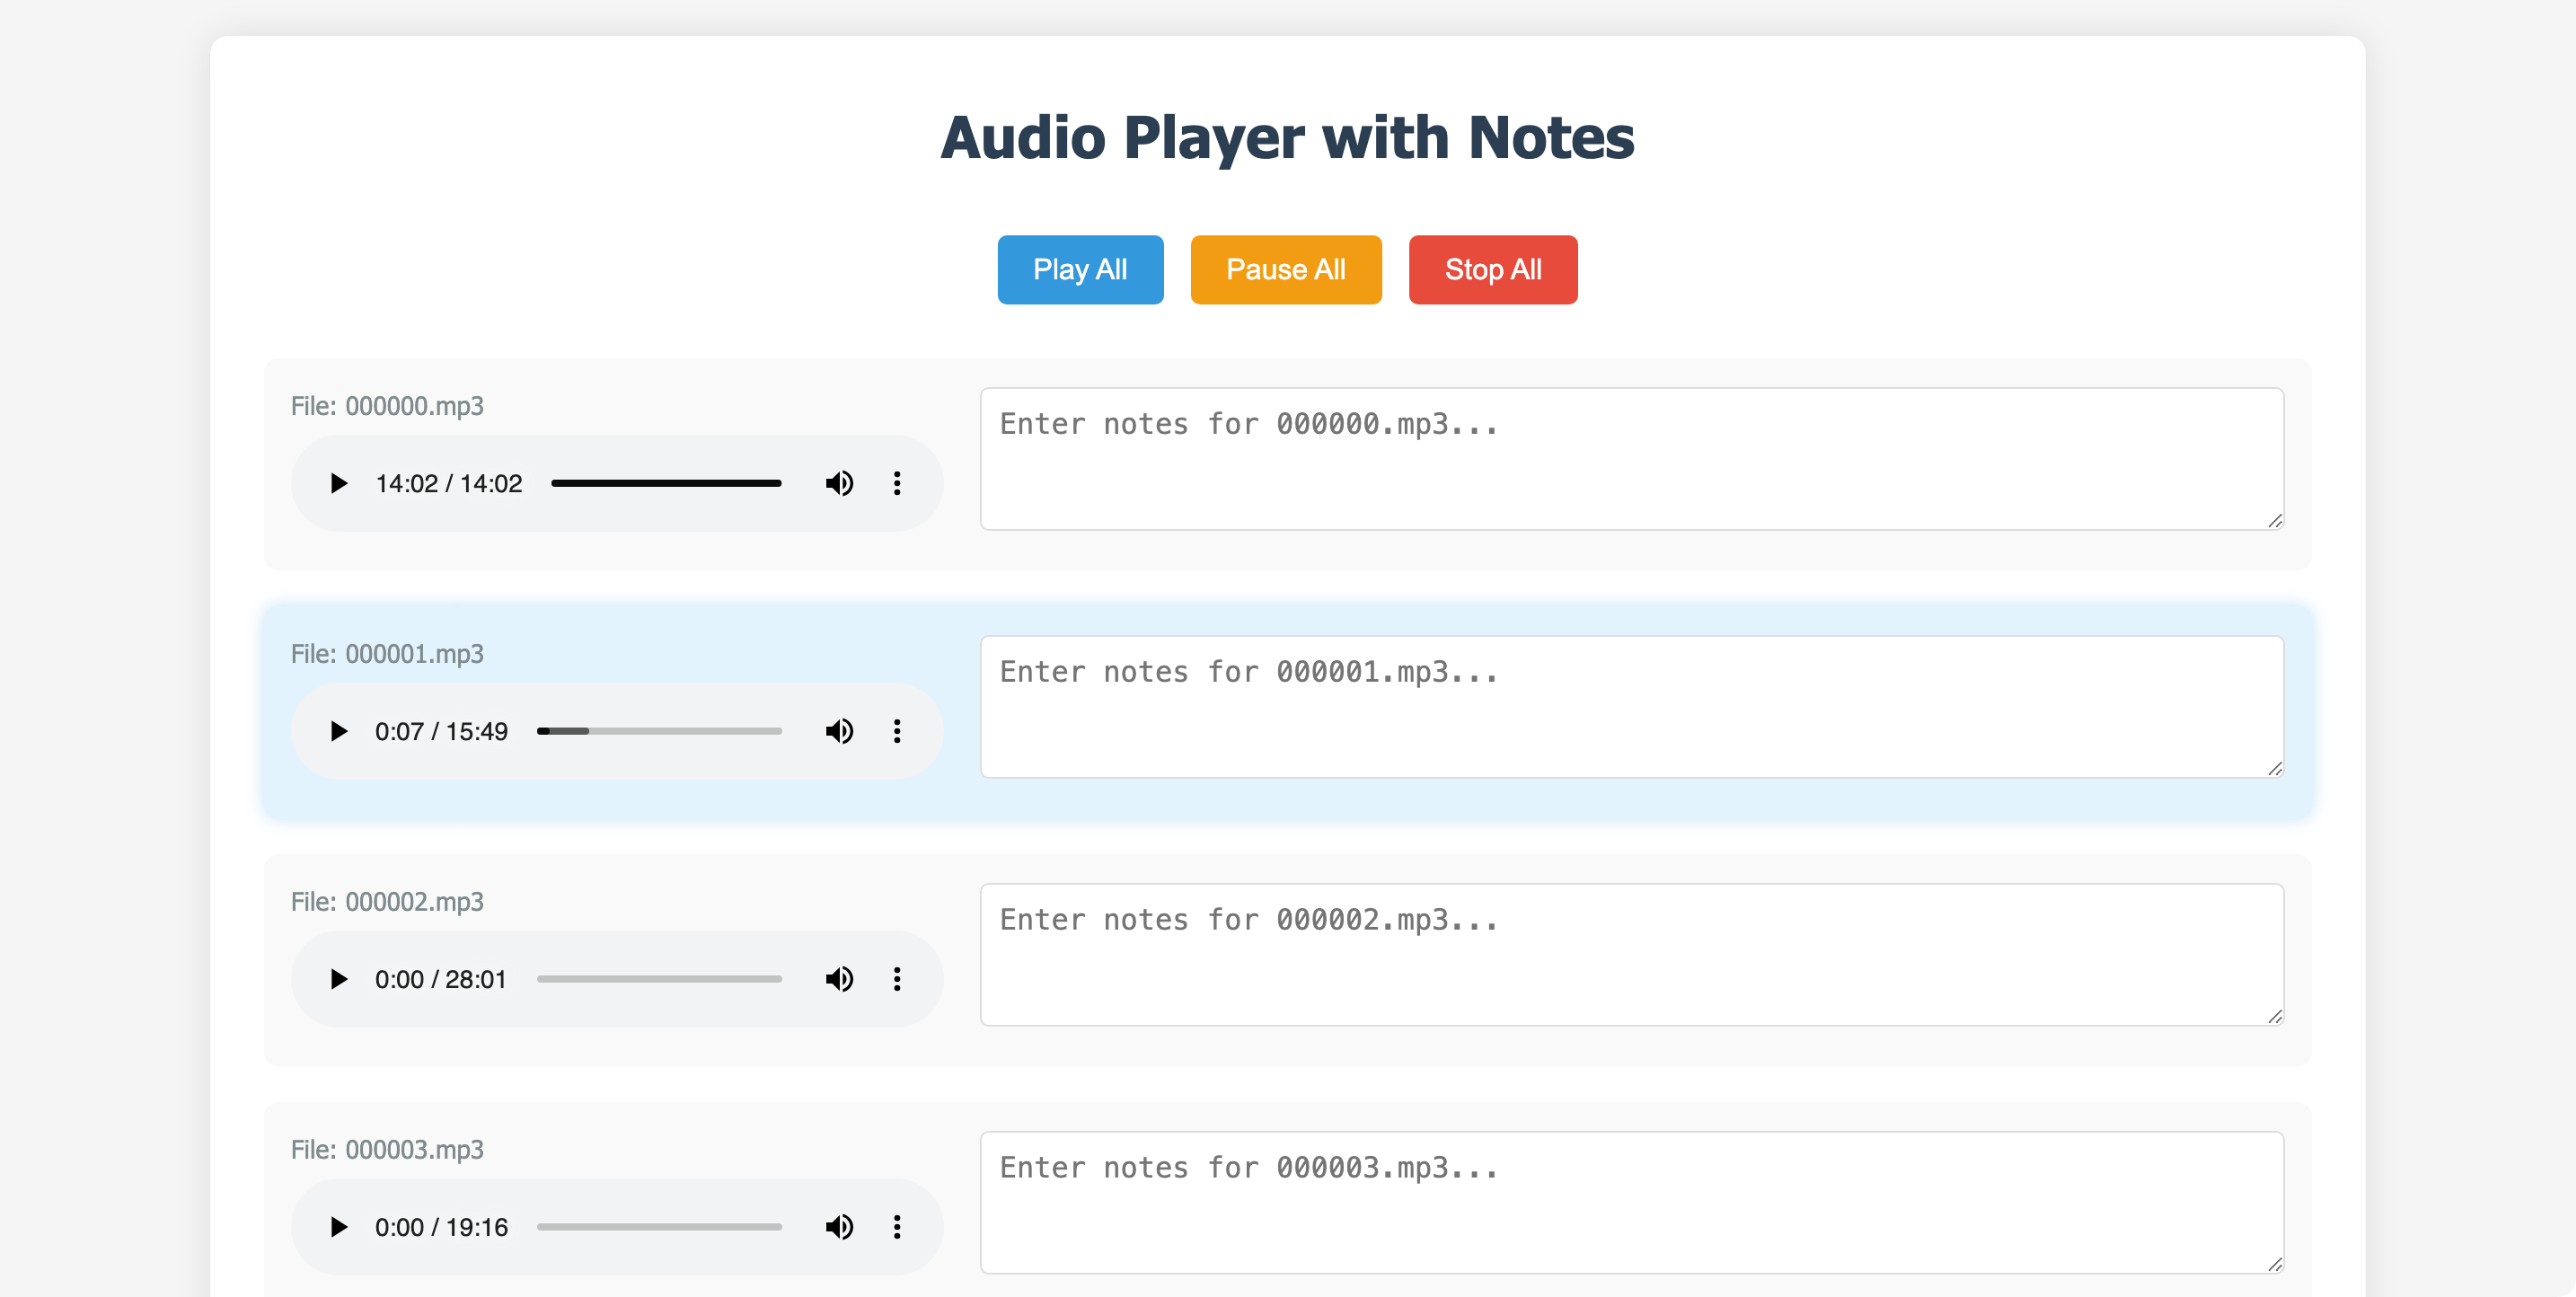 Audio Player with Notes
Play All Pause All Stop All
File: 000000.mp3
14:02 / 14:02
Enter notes for 000000.mp3...
File: 000001.mp3
0:07 / 15:49
Enter notes for 000001.mp3...
File: 000002.mp3
0:00 / 28:01
Enter notes for 000002.mp3...
File: 000003.mp3
0:00 / 19:16
Enter notes for 000003.mp3...